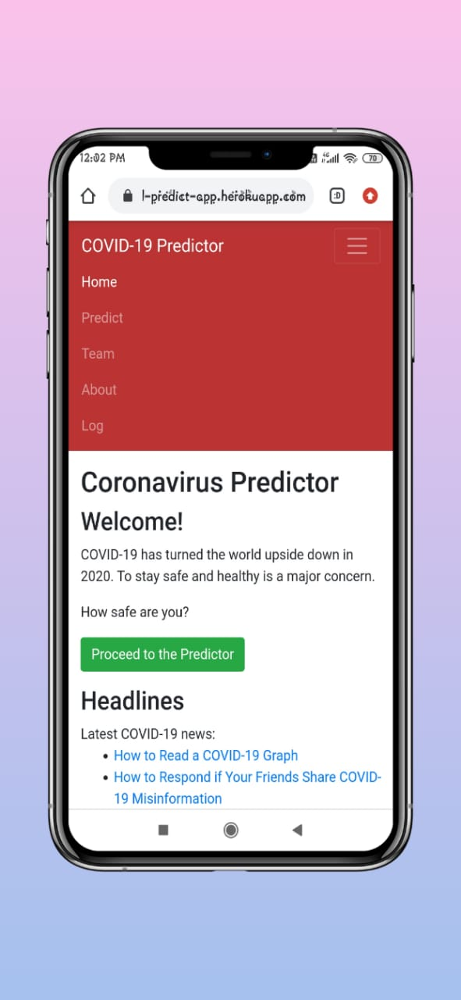 12:02 PM
4G
70
l-predict-app.herokuapp.com
:D
COVID-19 Predictor
Home
Predict
Team
About
Log
Coronavirus Predictor
Welcome!
COVID-19 has turned the world upside down in
2020. To stay safe and healthy is a major concern.
How safe are you?
Proceed to the Predictor
Headlines
Latest COVID-19 news:
• How to Read a COVID-19 Graph
• How to Respond if Your Friends Share COVID-
19 Misinformation